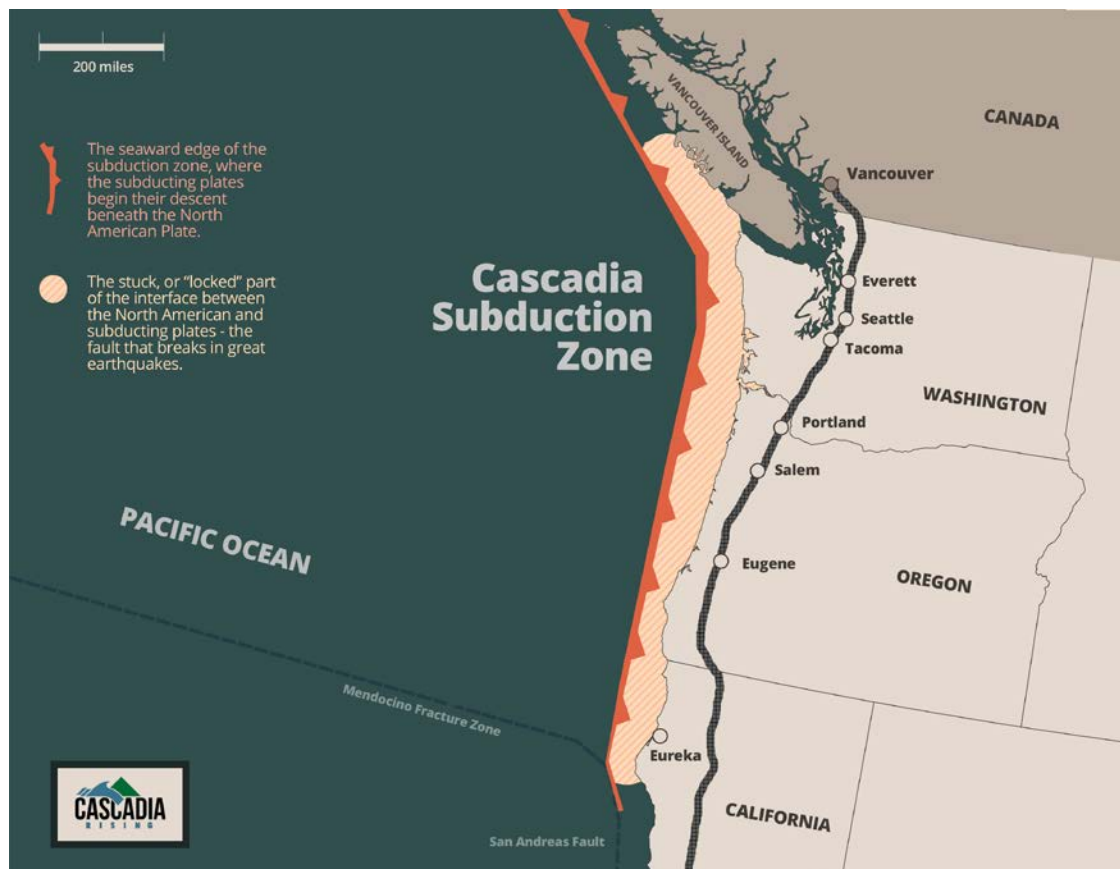 200 miles
The seaward edge of the
subduction zone, where
the subducting plates
begin their descent
beneath the North
American Plate.
The stuck, or “locked” part
of the interface between
the North American and
subducting plates - the
fault that breaks in great
earthquakes.
Cascadia
Subduction
Zone
PACIFIC OCEAN
Mendocino Fracture Zone
San Andreas Fault
VANCOUVER ISLAND
CANADA
Vancouver
Everett
Seattle
Tacoma
WASHINGTON
Portland
Salem
Eugene
OREGON
Eureka
CALIFORNIA
CASCADIA
RISING